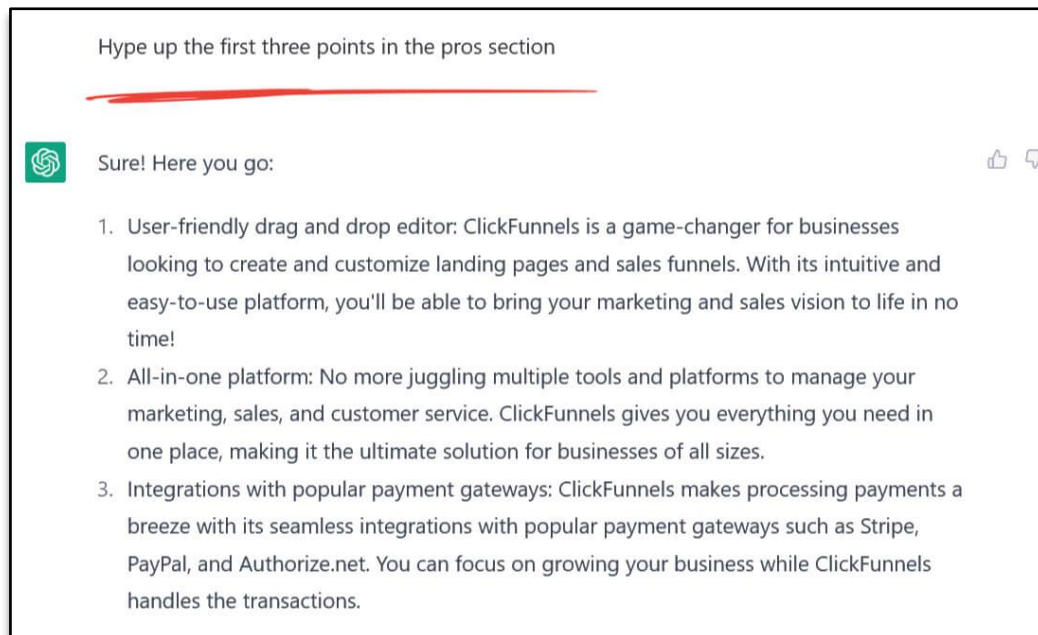 Hype up the first three points in the pros section
Sure! Here you go:
1. User-friendly drag and drop editor: ClickFunnels is a game-changer for businesses
looking to create and customize landing pages and sales funnels. With its intuitive and
easy-to-use platform, you'll be able to bring your marketing and sales vision to life in no
time!
2. All-in-one platform: No more juggling multiple tools and platforms to manage your
marketing, sales, and customer service. ClickFunnels gives you everything you need in
one place, making it the ultimate solution for businesses of all sizes.
3. Integrations with popular payment gateways: ClickFunnels makes processing payments a
breeze with its seamless integrations with popular payment gateways such as Stripe,
PayPal, and Authorize.net. You can focus on growing your business while ClickFunnels
handles the transactions.